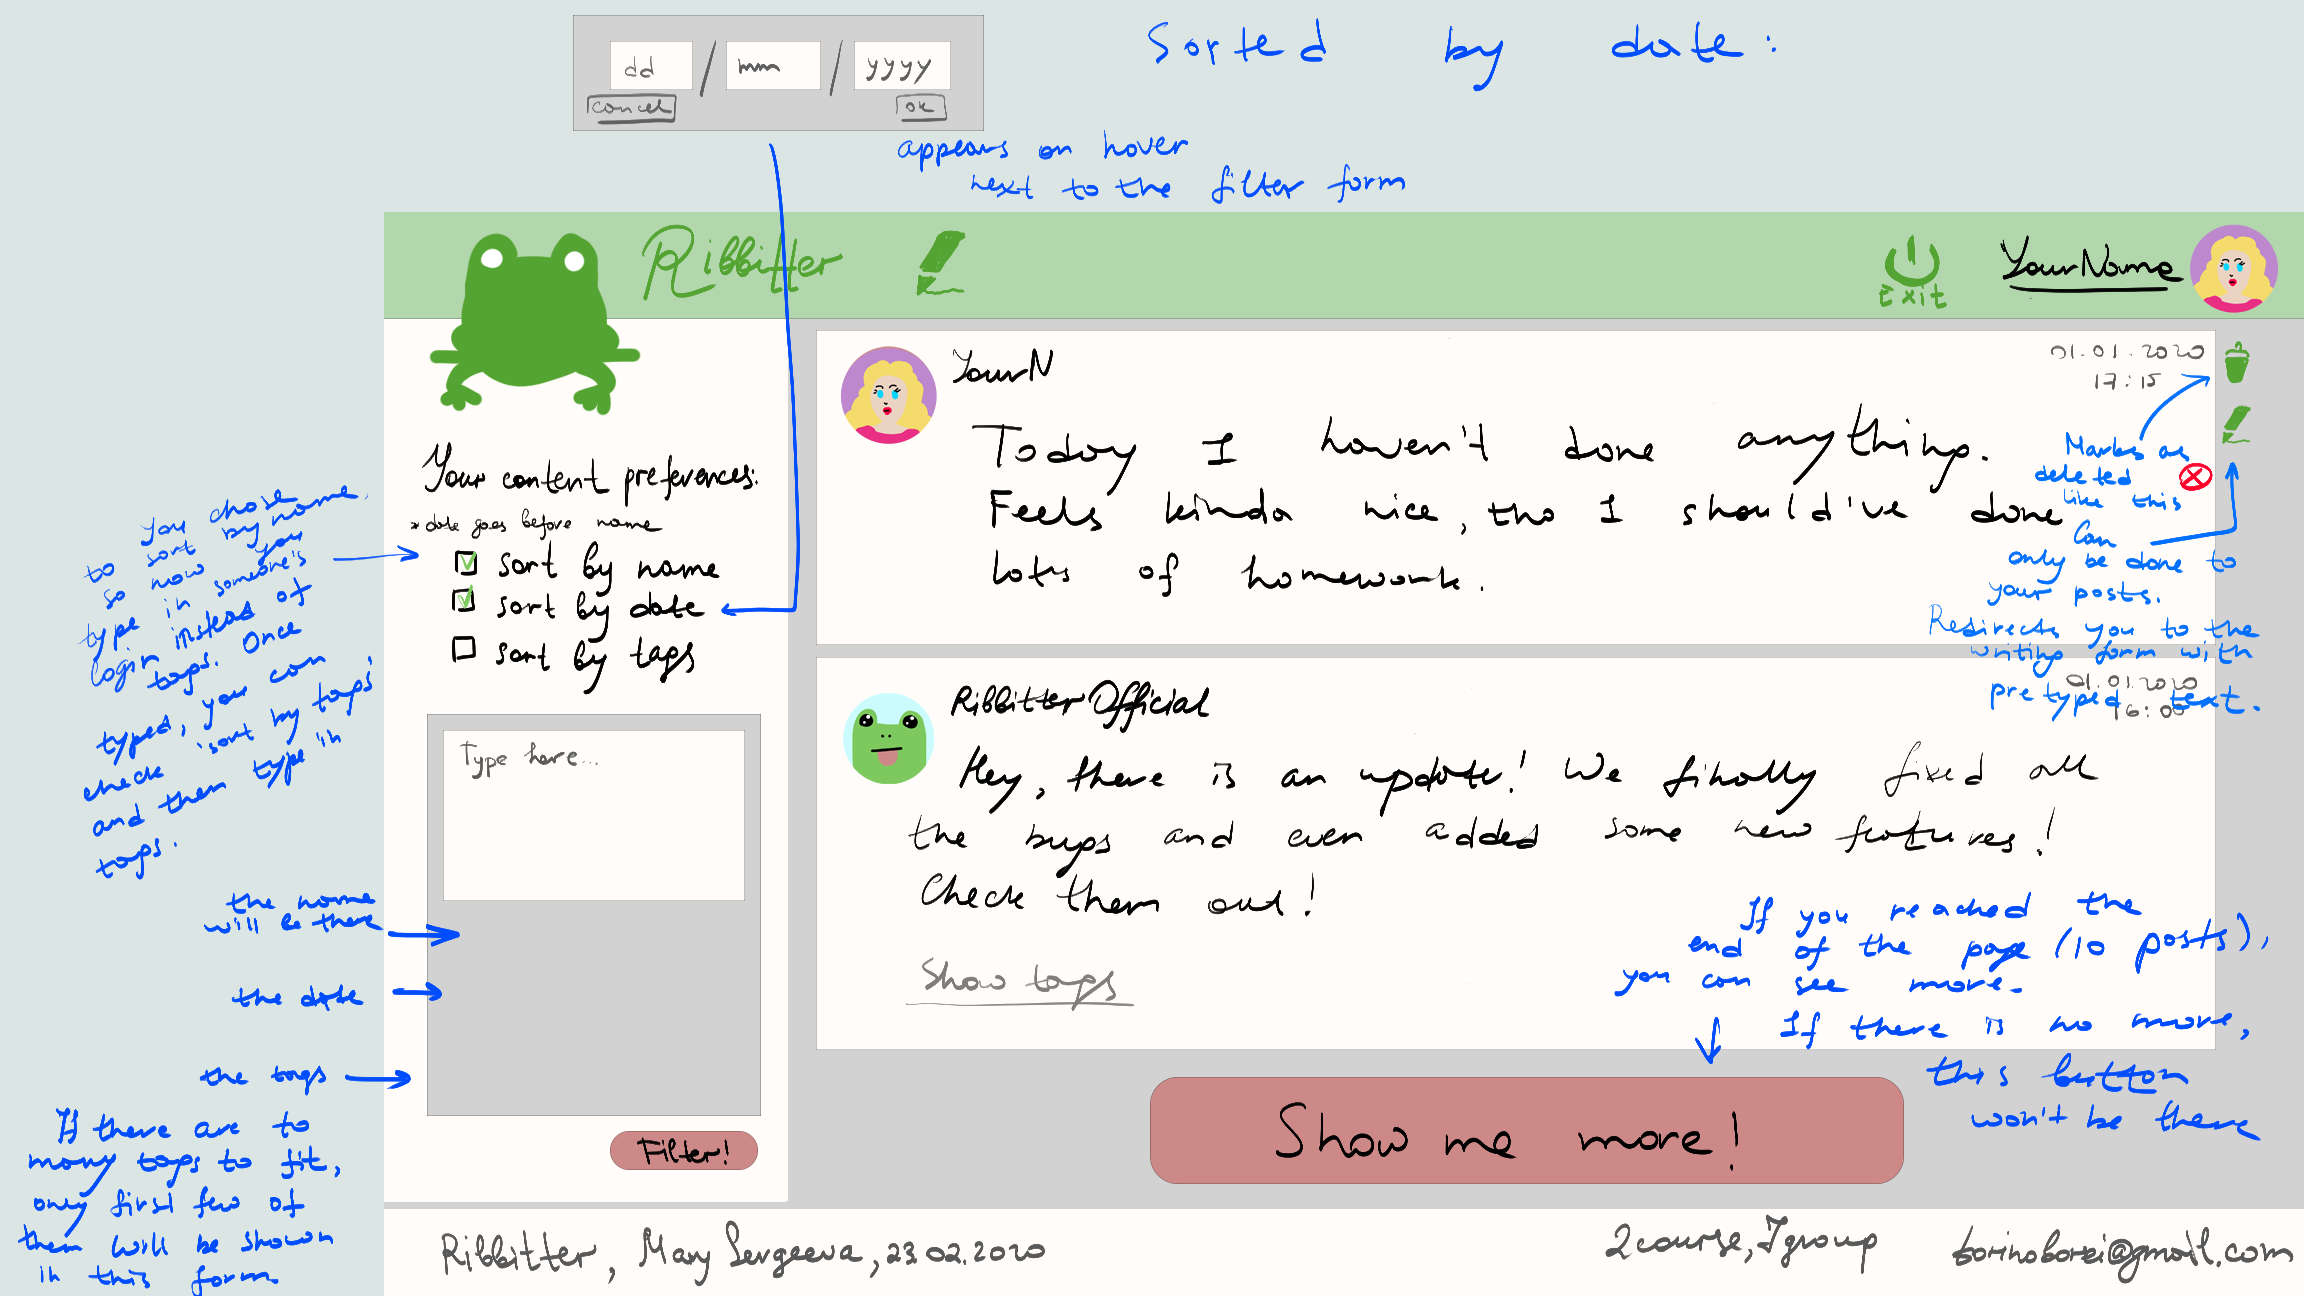 dd / mm / yyyy
cancel
ok
Sorted by date:
appears on hover
next to the filter form
Ribbitter
Exit
YourName
Your content preferences:
* date goes before name
sort by name
sort by date
sort by tags
you chose
to sort by name,
so now you
type in someone's
login instead of
tags. Once
typed, you can
check 'sort by tags'
and then type in
tags.
Type here...
the name
will be there
the date
the tags
If there are to
many tags to fit,
only first few of
them will be shown
in this form
Filter!
YourN
01.01.2020
17:15
Today I haven't done anything.
Feels kinda nice, tho I should've done
lots of homework.
Marks as
deleted
like this
Can
only be done to
your posts.
Redirects you to the
writing form with
pretyped text.
RibbitterOfficial
01.01.2020
16:00
Hey, there is an update! We finally fixed all
the bugs and even added some new features!
Check them out!
Show tags
If you reached the
end of the page (10 posts),
you can see more.
If there is no more,
this button
won't be there
Show me more!
Ribbitter, Mary Sergeeva, 23.02.2020
2course, 7group